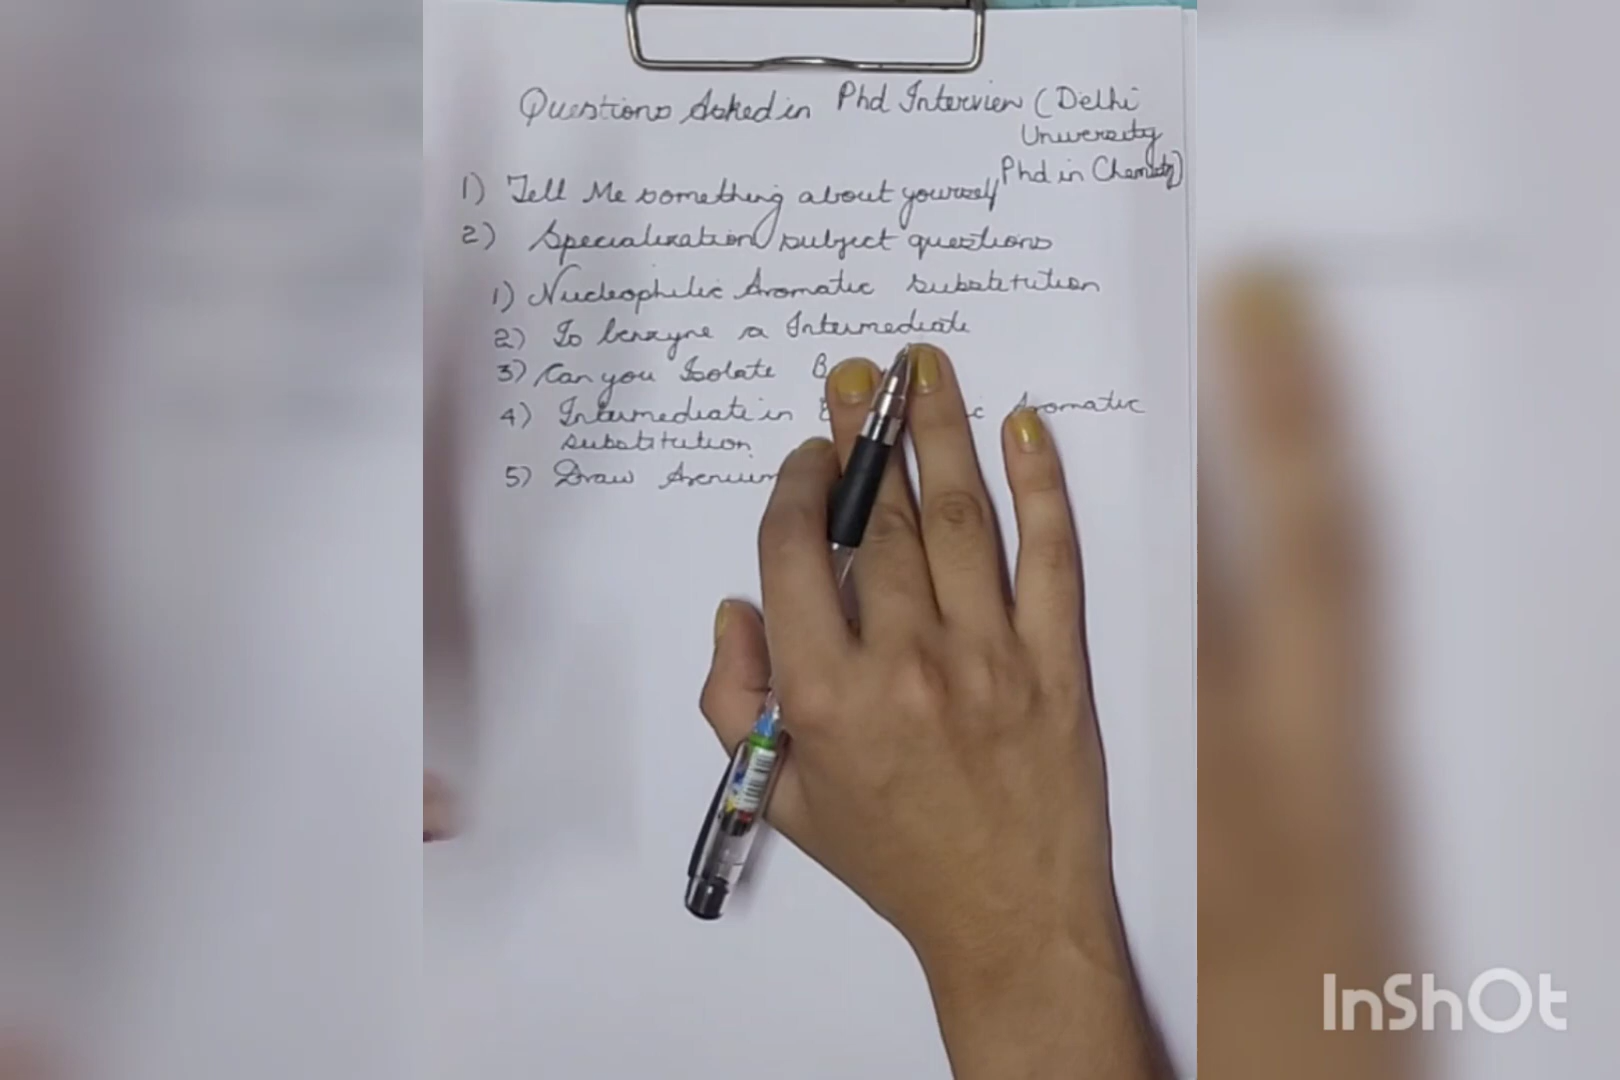 Questions Asked in Phd Interview (Delhi
University
Phd in Chemistry)
1) Tell Me something about yourself
2) Specialization subject questions
1) Nucleophilic Aromatic substitution
2) Is benzyne a Intermediate
3) Can you Isolate B
4) Intermediate in E ic Aromatic
substitution
5) Draw Arenium
InShOt